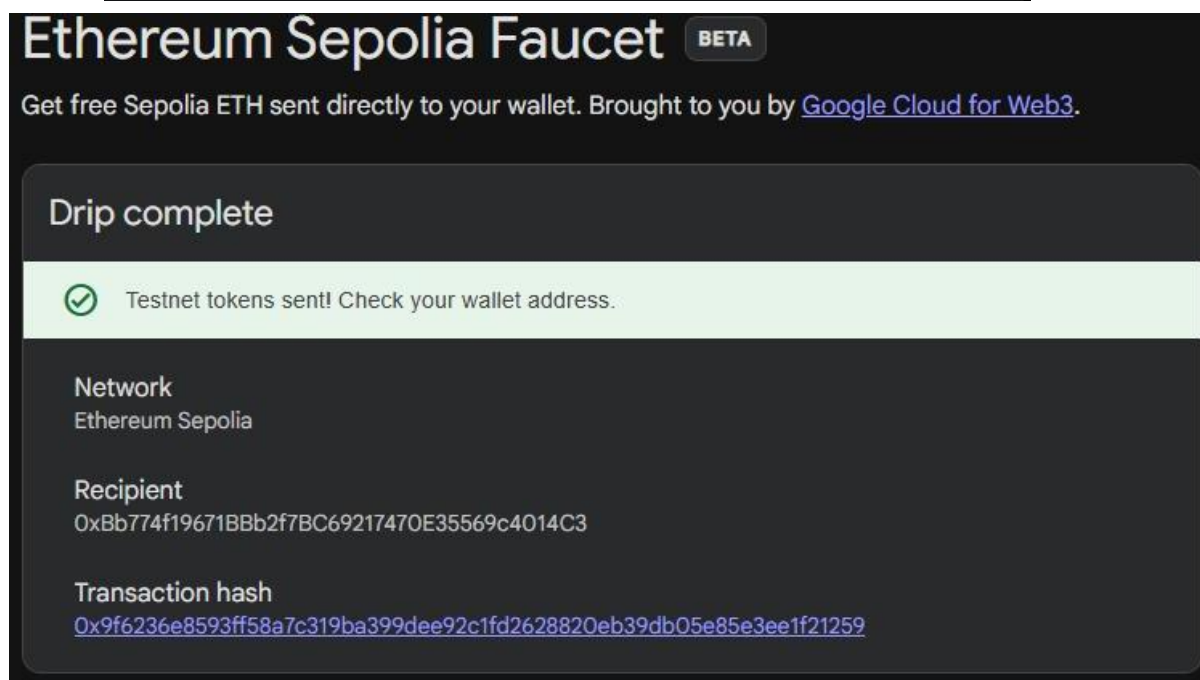 Ethereum Sepolia Faucet BETA
Get free Sepolia ETH sent directly to your wallet. Brought to you by Google Cloud for Web3.
Drip complete
Testnet tokens sent! Check your wallet address.
Network
Ethereum Sepolia
Recipient
0xBb774f19671BBb2f7BC69217470E35569c4014C3
Transaction hash
0x9f6236e8593ff58a7c319ba399dee92c1fd2628820eb39db05e85e3ee1f21259